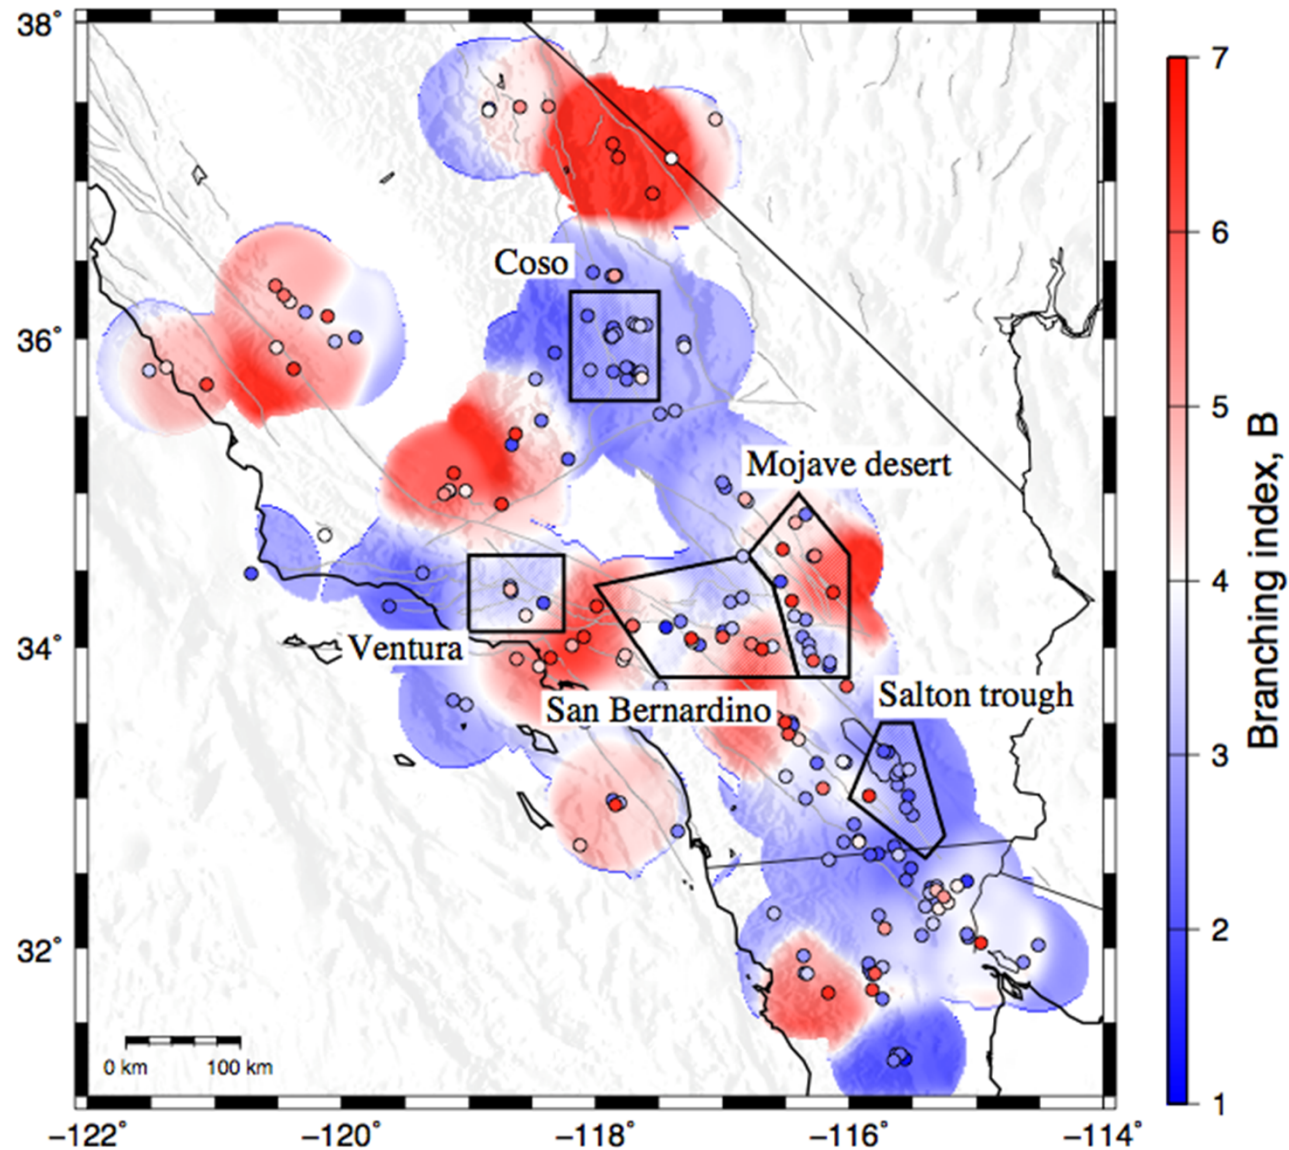 38°
36°
34°
32°
−122°
−120°
−118°
−116°
−114°
Coso
Mojave desert
Ventura
San Bernardino
Salton trough
0 km
100 km
7
6
5
4
3
2
1
Branching index, B